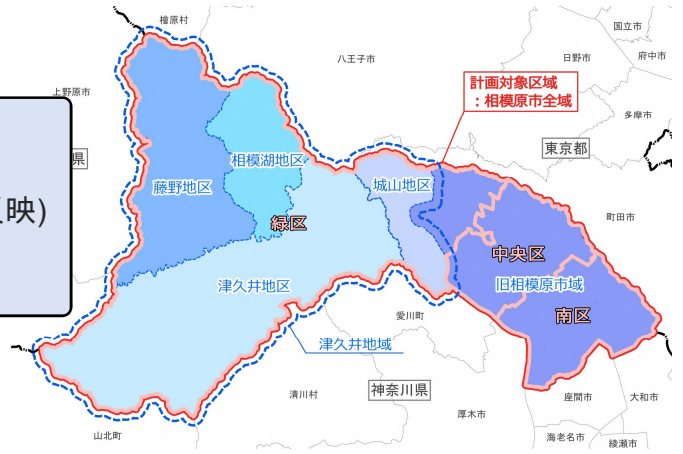 檜原村
国立市
八王子市
日野市
府中市
上野原市
計画対象区域
：相模原市全域
多摩市
県
東京都
相模湖地区
藤野地区
城山地区
映)
町田市
緑区
中央区
津久井地区
旧相模原市域
愛川町
南区
津久井地域
清川村
神奈川県
座間市
大和市
厚木市
山北町
海老名市
綾瀬市